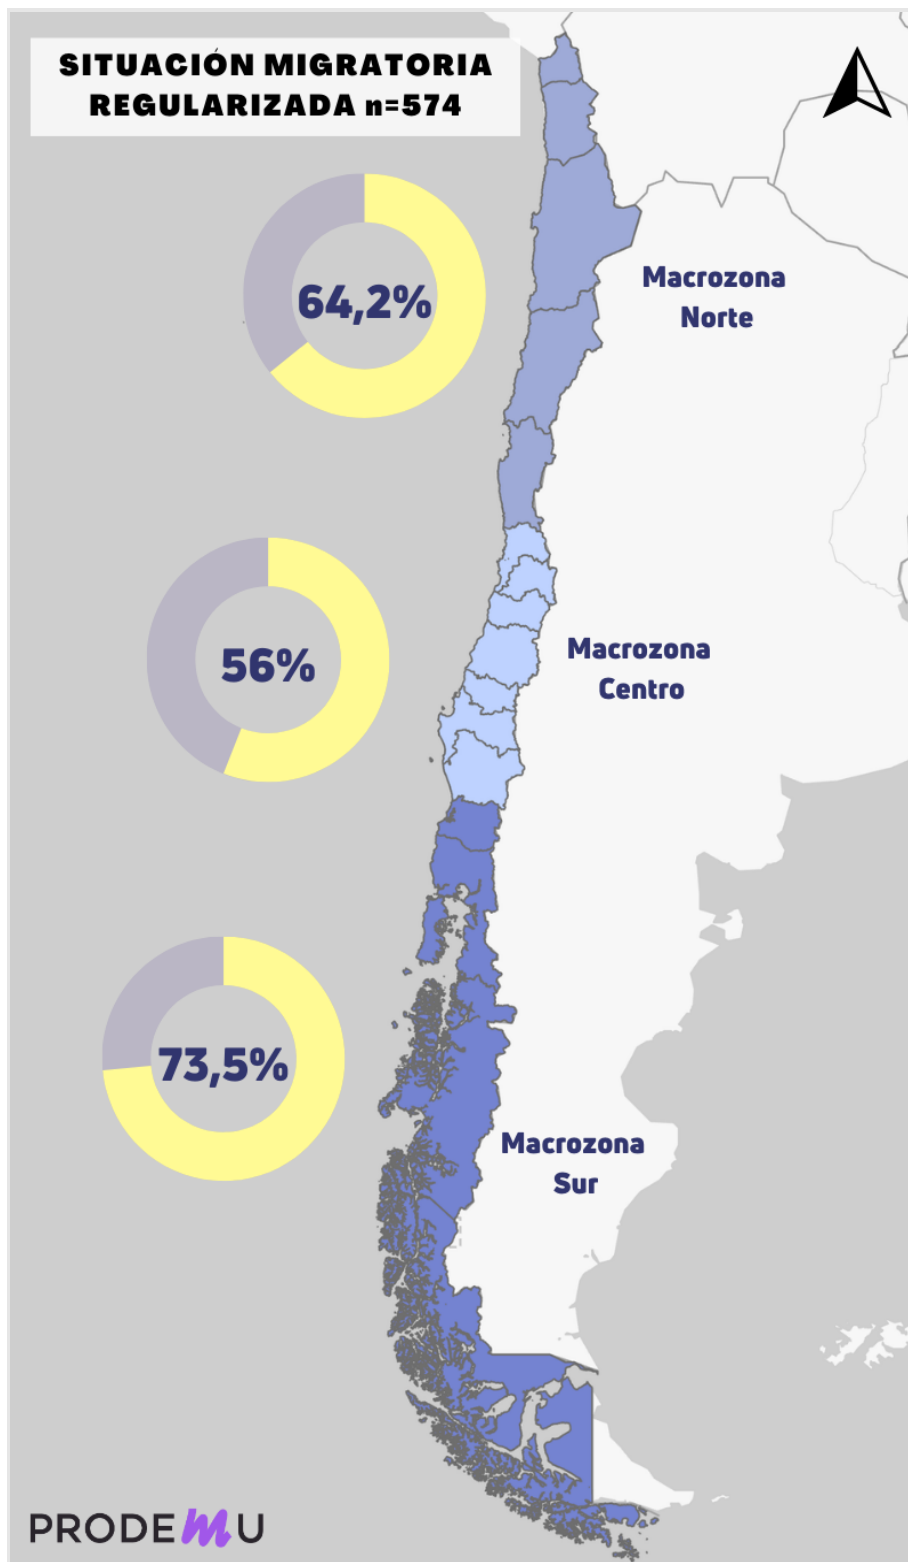 SITUACIÓN MIGRATORIA
REGULARIZADA n=574
64,2%
Macrozona
Norte
56%
Macrozona
Centro
73,5%
Macrozona
Sur
PRODEMU